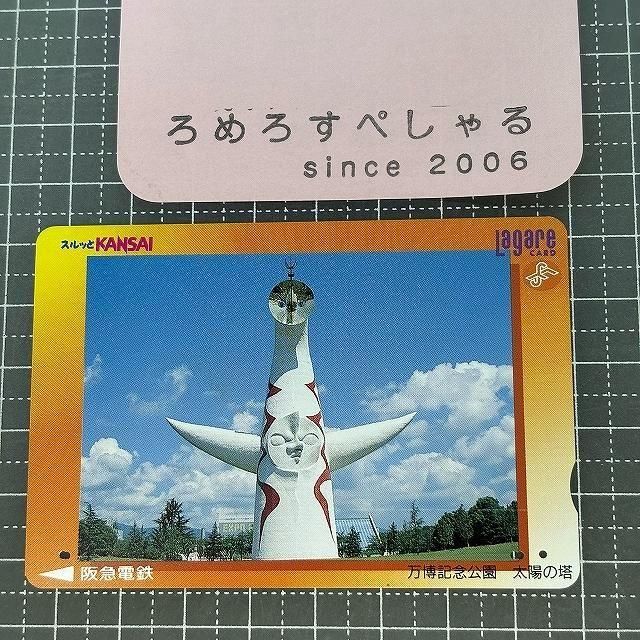 ろめろすぺしゃる
since 2006
スルッとKANSAI
Lagare
CARD
阪急電鉄
万博記念公園　太陽の塔